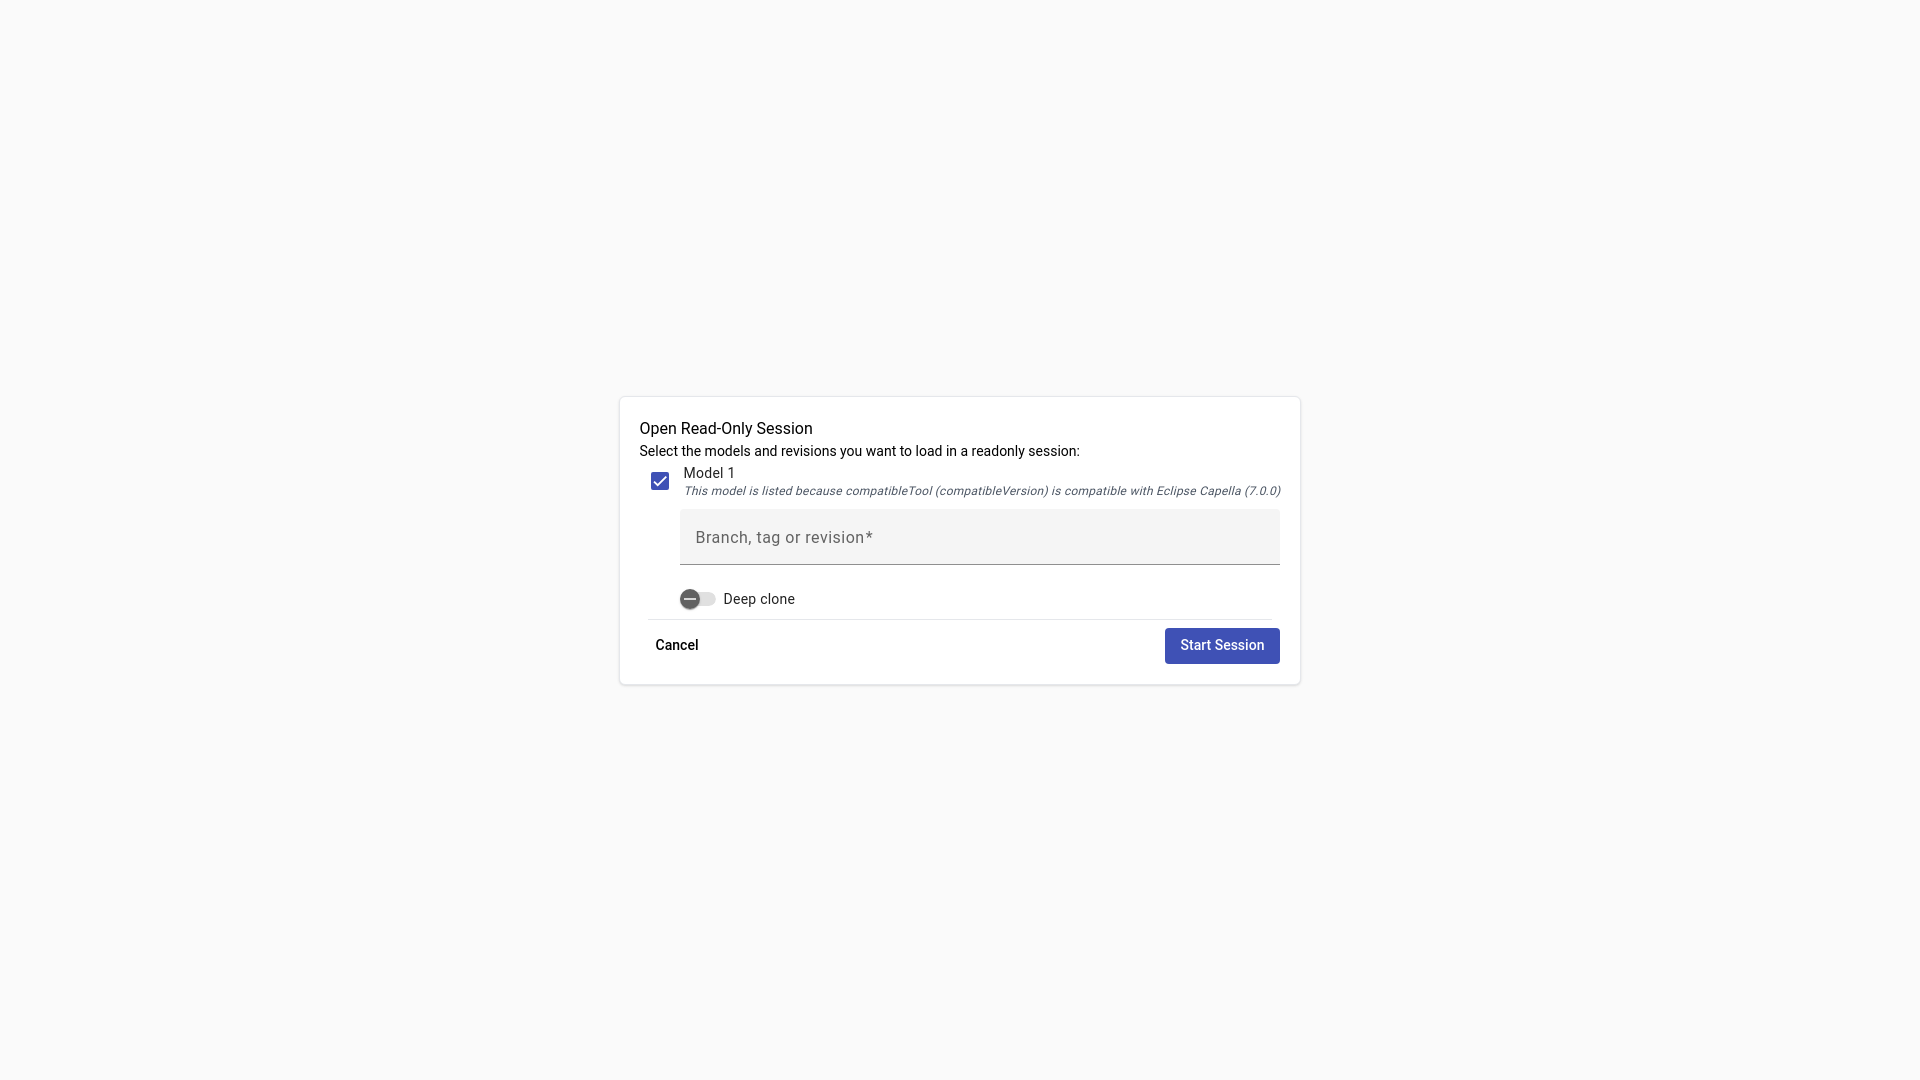 Open Read-Only Session
Select the models and revisions you want to load in a readonly session:
Model 1
This model is listed because compatibleTool (compatibleVersion) is compatible with Eclipse Capella (7.0.0)
Branch, tag or revision*
Deep clone
Cancel
Start Session